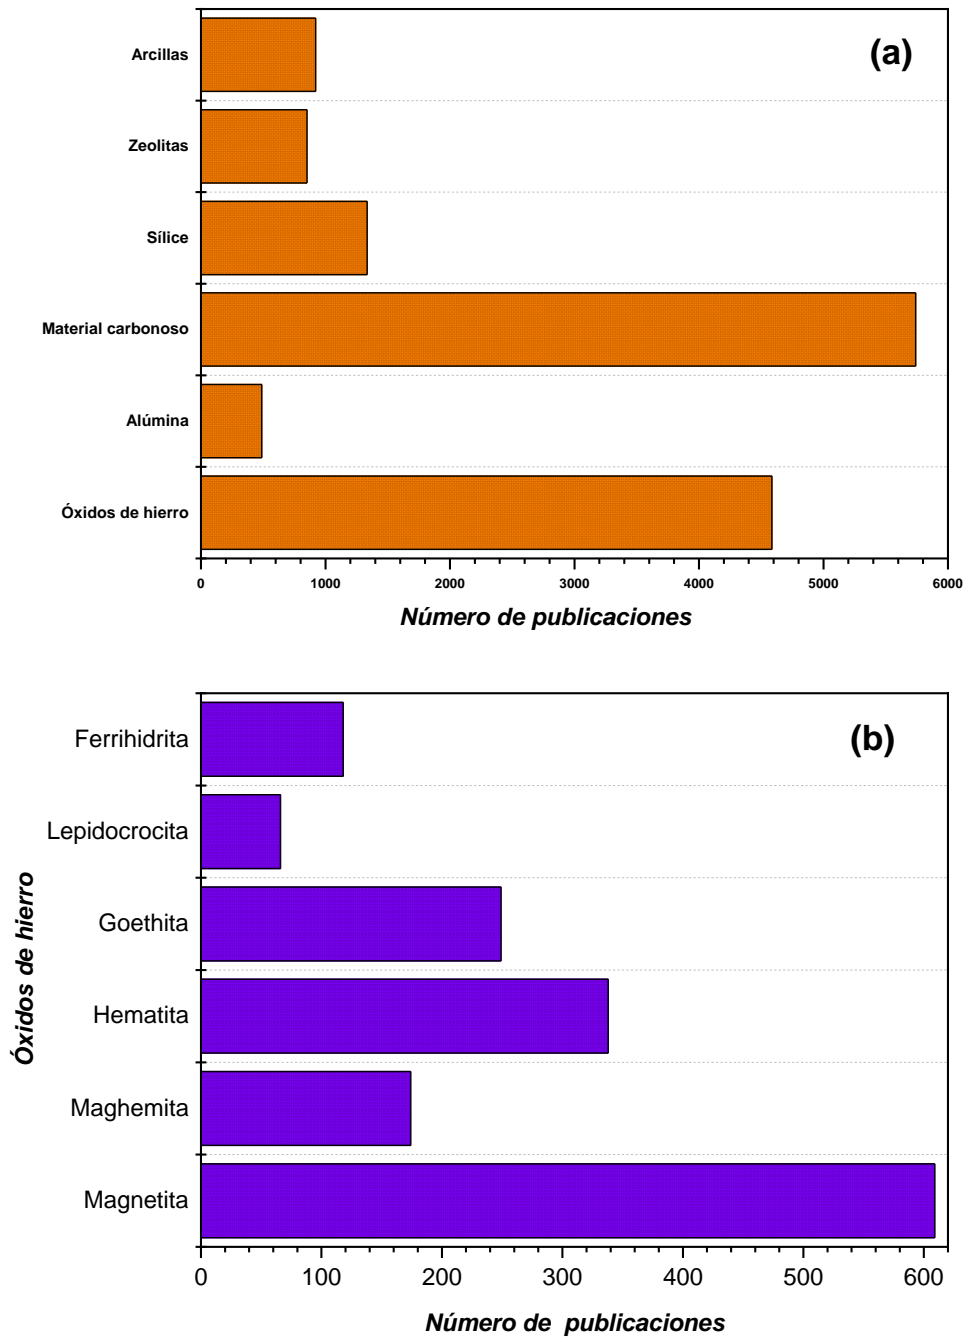 Arcillas
(a)
Zeolitas
Sílice
Material carbonoso
Alúmina
Óxidos de hierro
0 1000 2000 3000 4000 5000 6000
Número de publicaciones
Ferrihidrita
(b)
Lepidocrocita
Goethita
Hematita
Maghemita
Magnetita
Óxidos de hierro
0 100 200 300 400 500 600
Número de publicaciones